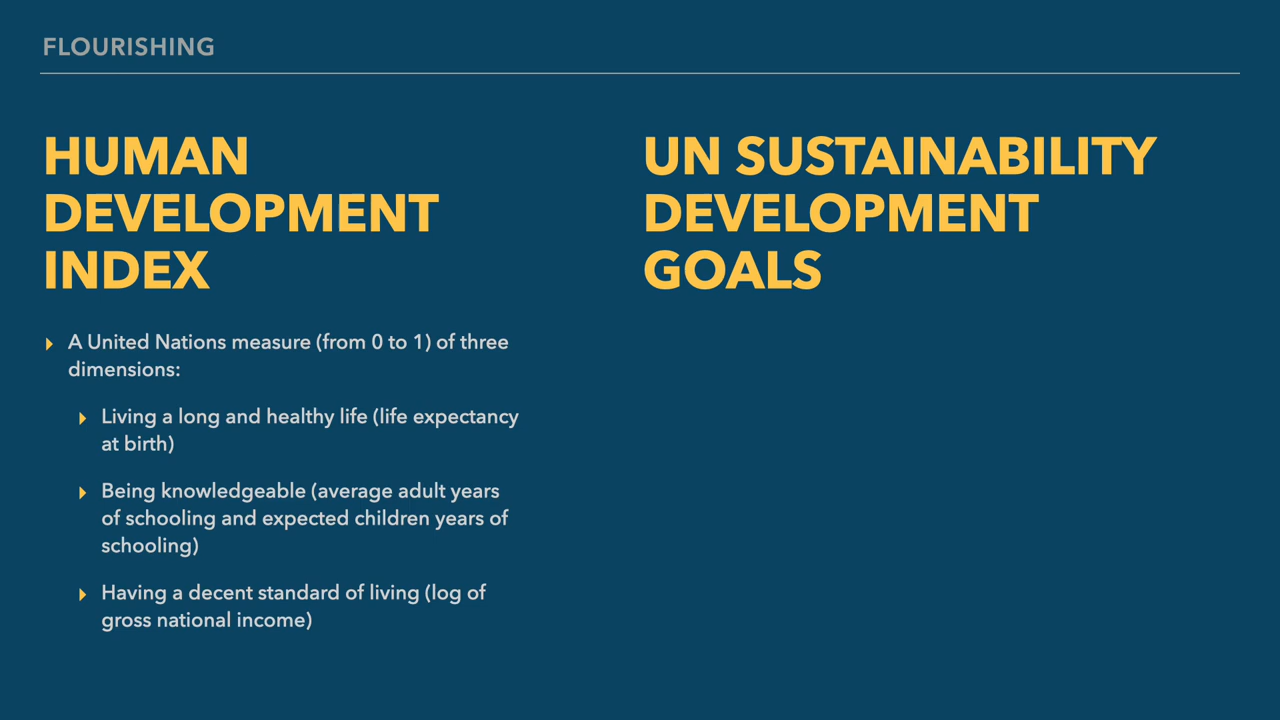 FLOURISHING
HUMAN
DEVELOPMENT
INDEX
A United Nations measure (from 0 to 1) of three
dimensions:
Living a long and healthy life (life expectancy
at birth)
Being knowledgeable (average adult years
of schooling and expected children years of
schooling)
Having a decent standard of living (log of
gross national income)
UN SUSTAINABILITY
DEVELOPMENT
GOALS